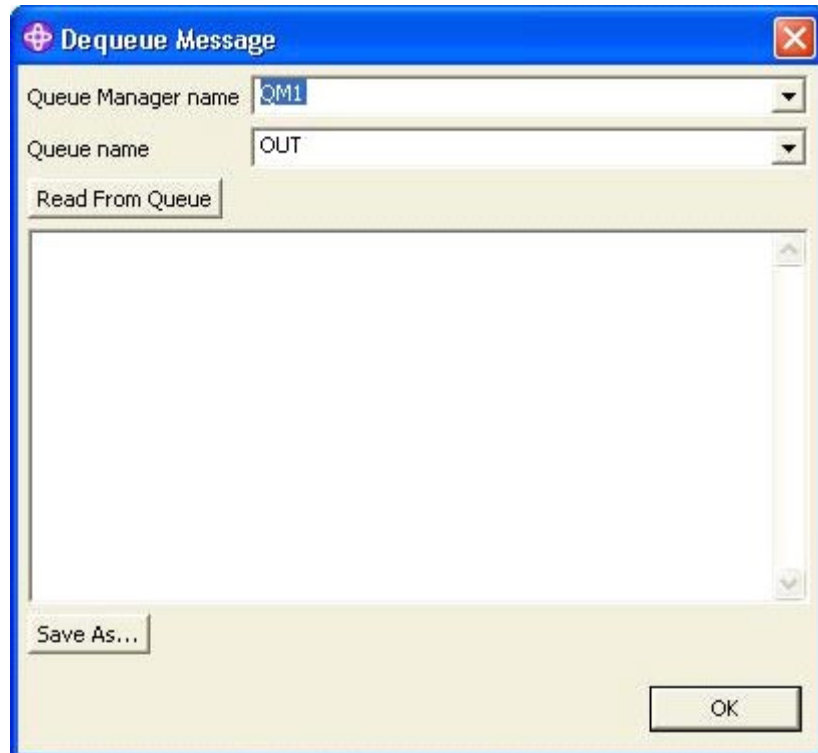 Dequeue Message
Queue Manager name QM1
Queue name OUT
Read From Queue
Save As...
OK